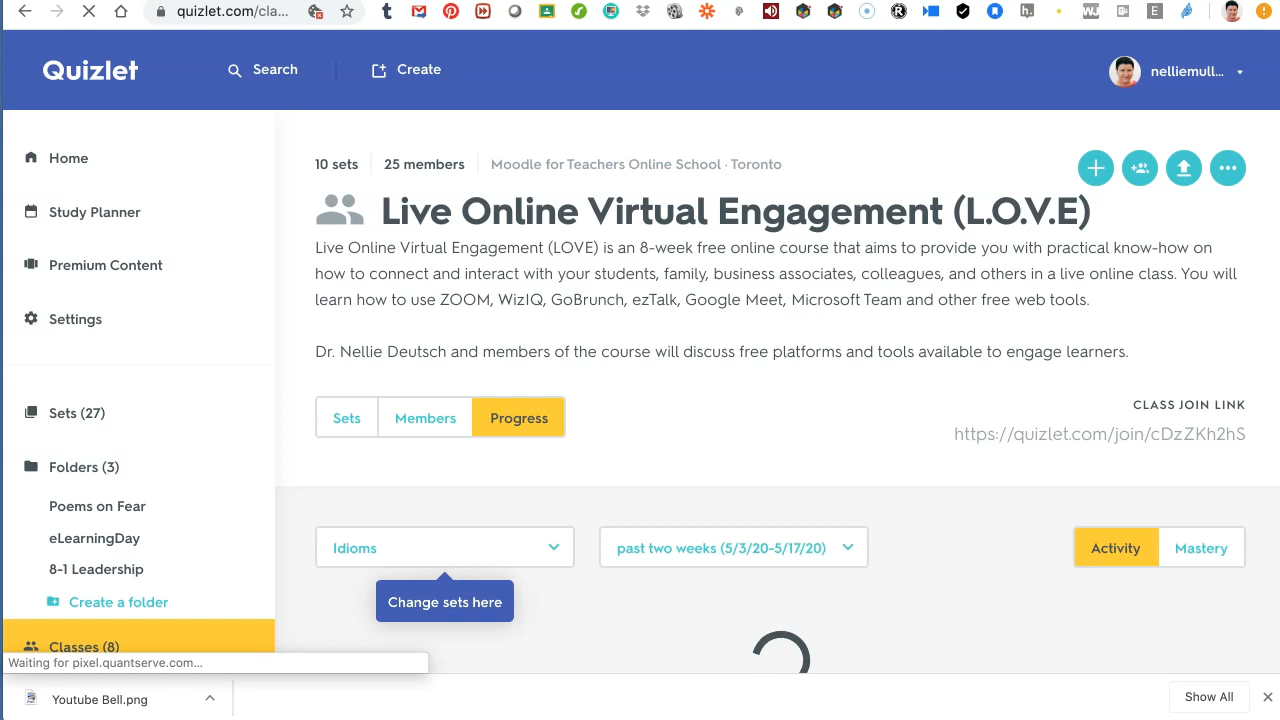 quizlet.com/cla...
Quizlet
Search
Create
nelliemull...
Home
Study Planner
Premium Content
Settings
Sets (27)
Folders (3)
Poems on Fear
eLearningDay
8-1 Leadership
Create a folder
Classes (8)
10 sets
25 members
Moodle for Teachers Online School · Toronto
Live Online Virtual Engagement (L.O.V.E)
Live Online Virtual Engagement (LOVE) is an 8-week free online course that aims to provide you with practical know-how on
how to connect and interact with your students, family, business associates, colleagues, and others in a live online class. You will
learn how to use ZOOM, WizIQ, GoBrunch, ezTalk, Google Meet, Microsoft Team and other free web tools.
Dr. Nellie Deutsch and members of the course will discuss free platforms and tools available to engage learners.
Sets
Members
Progress
CLASS JOIN LINK
https://quizlet.com/join/cDzZKh2hS
Idioms
past two weeks (5/3/20-5/17/20)
Activity
Mastery
Change sets here
Waiting for pixel.quantserve.com...
Youtube Bell.png
Show All